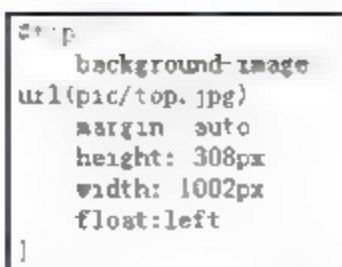 background-image
url(pic/top.jpg)
margin auto
height: 308px
width: 1002px
float:left
}